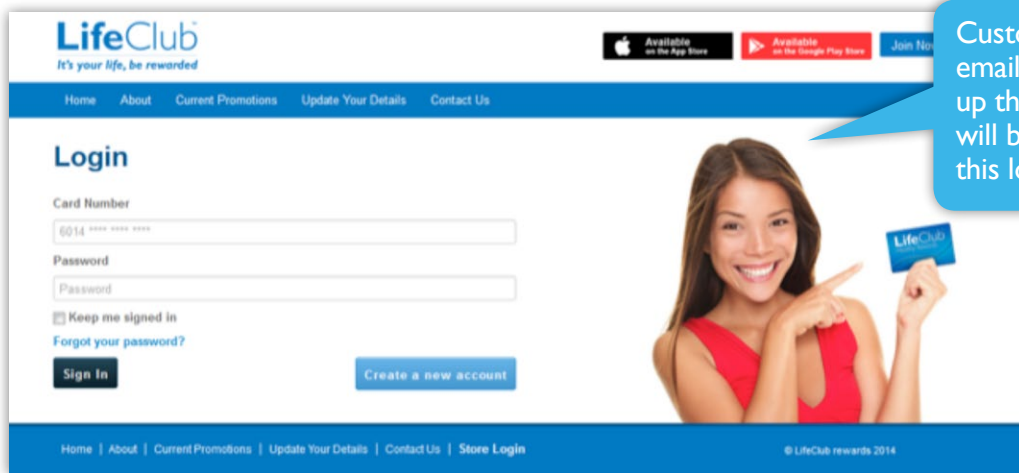 LifeClub
It's your life, be rewarded
Available
on the App Store
Available
on the Google Play Store
Join No
Home About Current Promotions Update Your Details Contact Us
Custo
email
up th
will b
this lo
Login
Card Number
6014 **** **** ****
Password
Password
Keep me signed in
Forgot your password?
Sign In
Create a new account
LifeClub
Home | About | Current Promotions | Update Your Details | Contact Us | Store Login
© LifeClub rewards 2014